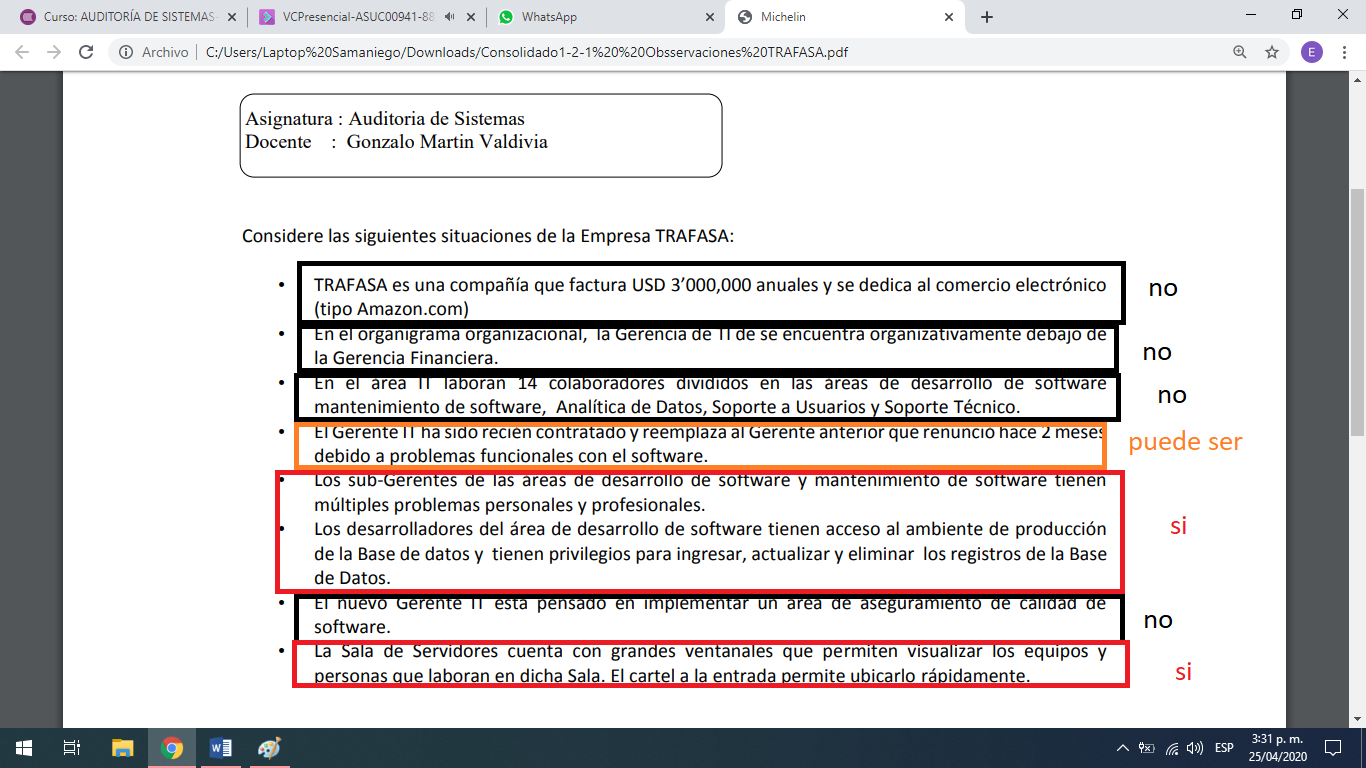 Curso: AUDITORÍA DE SISTEMAS-
VCPresencial-ASUC00941-88
WhatsApp
Michelin
Archivo
C:/Users/Laptop%20Samaniego/Downloads/Consolidado1-2-1%20%20Obsservaciones%20TRAFASA.pdf
E
Asignatura : Auditoria de Sistemas
Docente : Gonzalo Martin Valdivia
Considere las siguientes situaciones de la Empresa TRAFASA:
• TRAFASA es una compañía que factura USD 3’000,000 anuales y se dedica al comercio electrónico
(tipo Amazon.com)
no
• En el organigrama organizacional, la Gerencia de TI de se encuentra organizativamente debajo de
la Gerencia Financiera.
no
• En el área IT laboran 14 colaboradores divididos en las áreas de desarrollo de software
mantenimiento de software, Analítica de Datos, Soporte a Usuarios y Soporte Técnico.
no
• El Gerente IT ha sido recién contratado y reemplaza al Gerente anterior que renunció hace 2 meses
debido a problemas funcionales con el software.
puede ser
• Los sub-Gerentes de las áreas de desarrollo de software y mantenimiento de software tienen
múltiples problemas personales y profesionales.
• Los desarrolladores del área de desarrollo de software tienen acceso al ambiente de producción
de la Base de datos y tienen privilegios para ingresar, actualizar y eliminar los registros de la Base
de Datos.
si
• El nuevo Gerente IT está pensado en implementar un área de aseguramiento de calidad de
software.
no
• La Sala de Servidores cuenta con grandes ventanales que permiten visualizar los equipos y
personas que laboran en dicha Sala. El cartel a la entrada permite ubicarlo rápidamente.
si
ESP
3:31 p. m.
25/04/2020